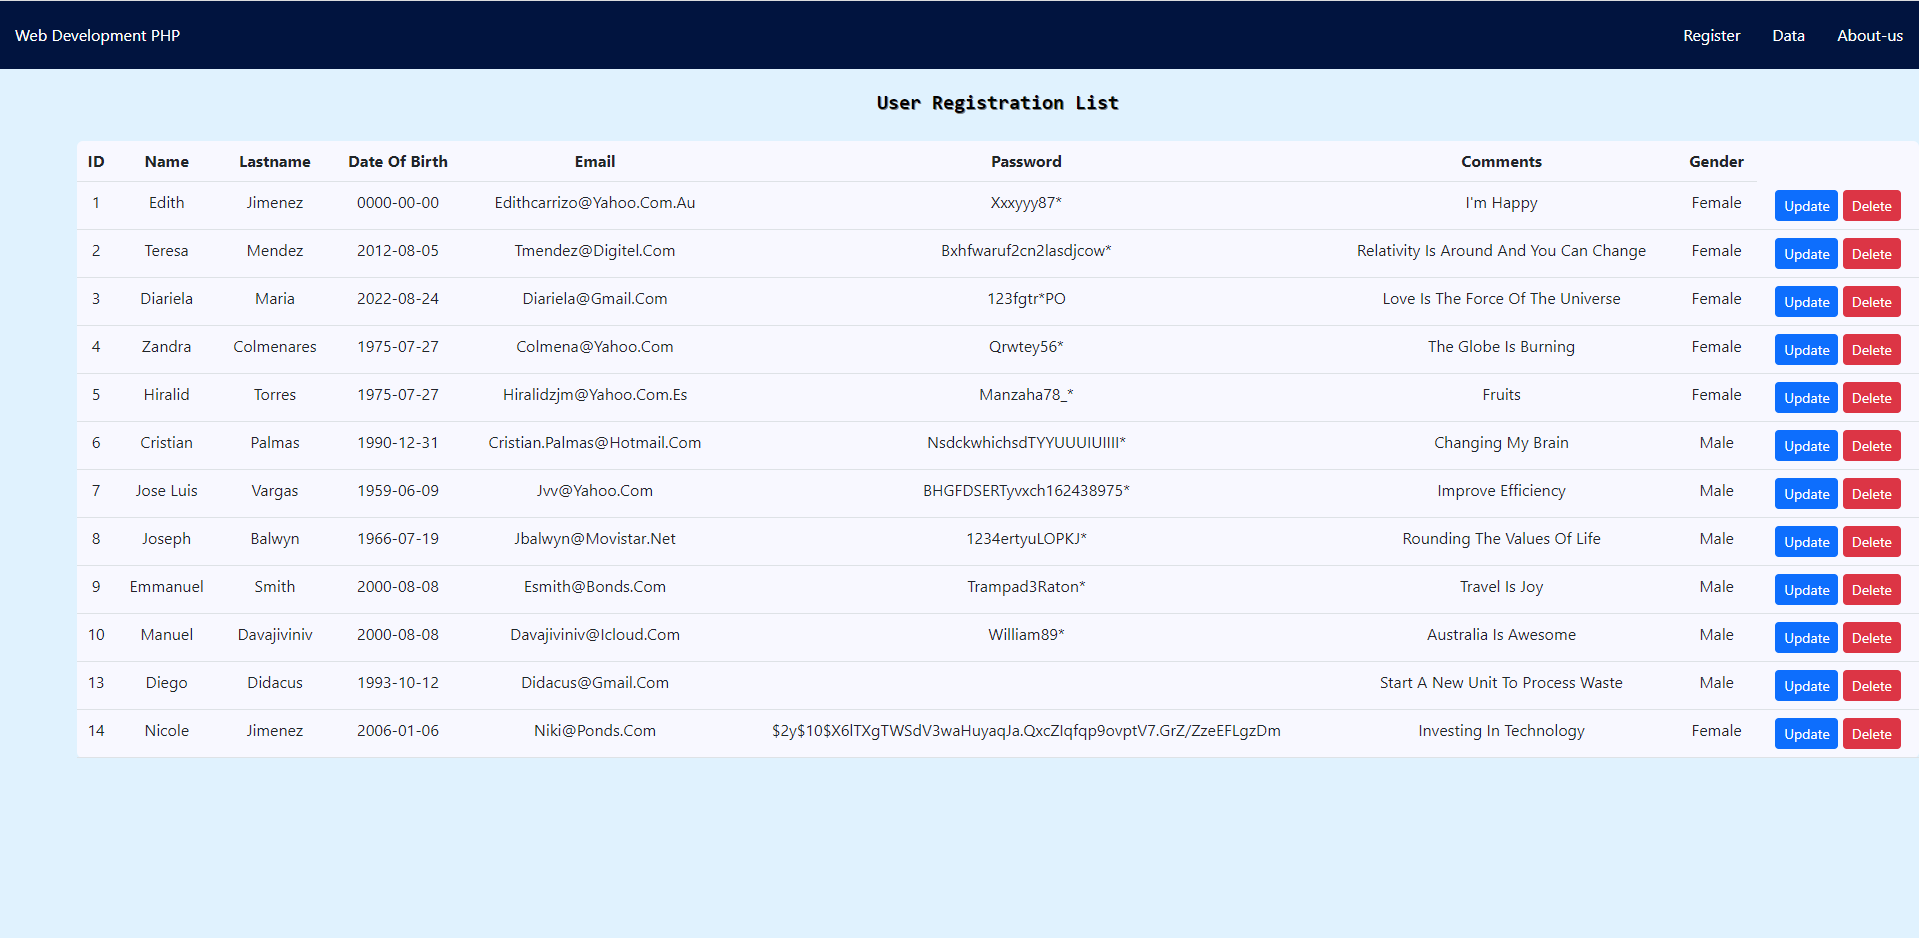 Web Development PHP Register Data About-us
User Registration List
ID Name Lastname Date Of Birth Email Password Comments Gender
1 Edith Jimenez 0000-00-00 Edithcarrizo@Yahoo.Com.Au Xxxyyy87* I'm Happy Female Update Delete
2 Teresa Mendez 2012-08-05 Tmendez@Digitel.Com Bxhfwaruf2cn2lasdjcow* Relativity Is Around And You Can Change Female Update Delete
3 Diariela Maria 2022-08-24 Diariela@Gmail.Com 123fgtr*PO Love Is The Force Of The Universe Female Update Delete
4 Zandra Colmenares 1975-07-27 Colmena@Yahoo.Com Qrwtey56* The Globe Is Burning Female Update Delete
5 Hiralid Torres 1975-07-27 Hiralidzjm@Yahoo.Com.Es Manzaha78_* Fruits Female Update Delete
6 Cristian Palmas 1990-12-31 Cristian.Palmas@Hotmail.Com NsdckwhichsdTYYUUUIUIIII* Changing My Brain Male Update Delete
7 Jose Luis Vargas 1959-06-09 Jvv@Yahoo.Com BHGFDSERTyvxch162438975* Improve Efficiency Male Update Delete
8 Joseph Balwyn 1966-07-19 Jbalwyn@Movistar.Net 1234ertyuLOPKJ* Rounding The Values Of Life Male Update Delete
9 Emmanuel Smith 2000-08-08 Esmith@Bonds.Com Trampad3Raton* Travel Is Joy Male Update Delete
10 Manuel Davajiviniv 2000-08-08 Davajiviniv@Icloud.Com William89* Australia Is Awesome Male Update Delete
13 Diego Didacus 1993-10-12 Didacus@Gmail.Com Start A New Unit To Process Waste Male Update Delete
14 Nicole Jimenez 2006-01-06 Niki@Ponds.Com $2y$10$X6lTXgTWSdV3waHuyaqJa.QxcZIqfqp9ovptV7.GrZ/ZzeEFLgzDm Investing In Technology Female Update Delete